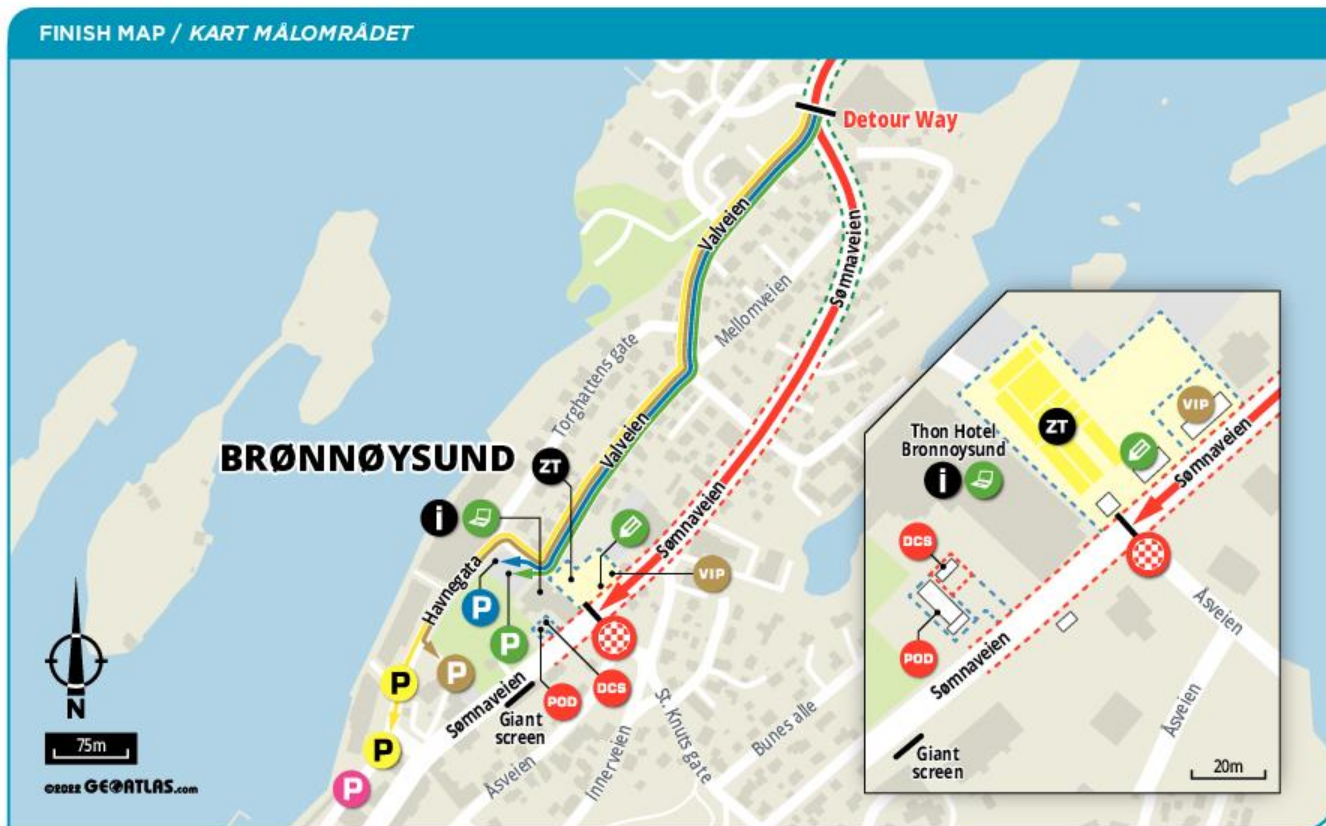 FINISH MAP / KART MÅLOMRÅDET
Detour Way
Valveien
Sømnaveien
Mellomveien
Torghattens gate
Valveien
BRØNNØYSUND
ZT
i
Sømnaveien
VIP
Havnegata
P
P
P
P
P
P
Sømnaveien
POD
DCS
Giant
screen
St. Knuts gate
Bunes alle
Åsveien
Innerveien
N
75m
©2022 GEOATLAS.com
ZT
VIP
Thon Hotel
Bronnoysund
i
Sømnaveien
DCS
POD
Sømnaveien
Åsveien
Åsveien
Giant
screen
20m